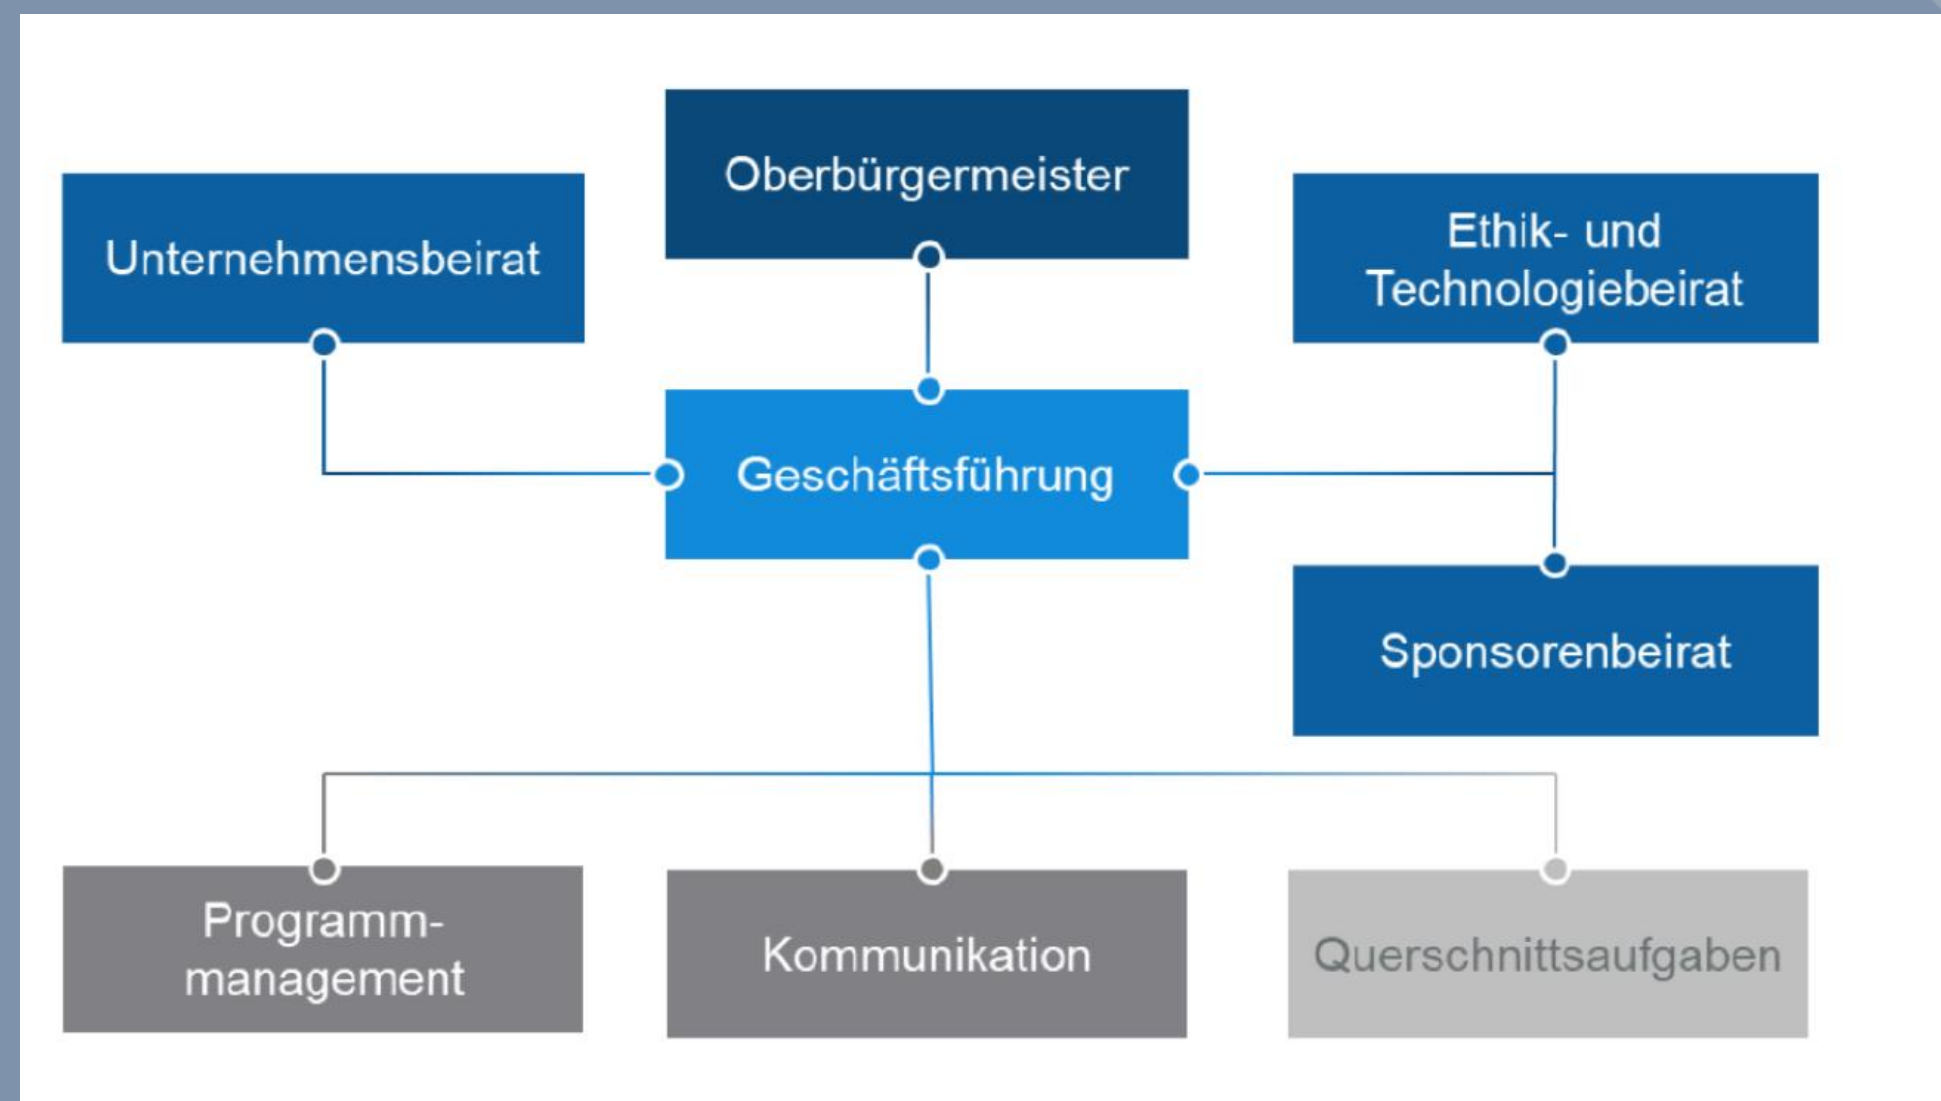 Oberbürgermeister
Unternehmensbeirat
Ethik- und
Technologiebeirat
Geschäftsführung
Sponsorenbeirat
Programm-
management
Kommunikation
Querschnittsaufgaben